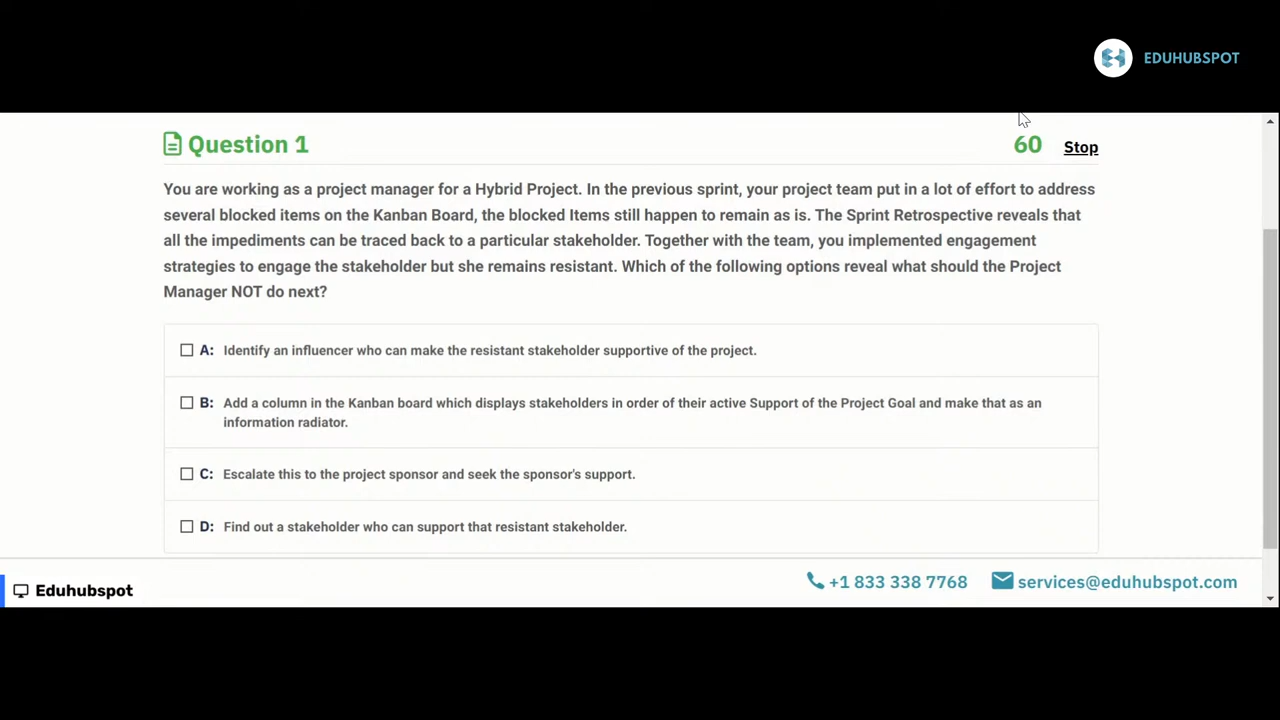 EDUHUBSPOT
Question 1
60 Stop
You are working as a project manager for a Hybrid Project. In the previous sprint, your project team put in a lot of effort to address
several blocked items on the Kanban Board, the blocked Items still happen to remain as is. The Sprint Retrospective reveals that
all the impediments can be traced back to a particular stakeholder. Together with the team, you implemented engagement
strategies to engage the stakeholder but she remains resistant. Which of the following options reveal what should the Project
Manager NOT do next?
A: Identify an influencer who can make the resistant stakeholder supportive of the project.
B: Add a column in the Kanban board which displays stakeholders in order of their active Support of the Project Goal and make that as an
information radiator.
C: Escalate this to the project sponsor and seek the sponsor's support.
D: Find out a stakeholder who can support that resistant stakeholder.
Eduhubspot
+1 833 338 7768 services@eduhubspot.com